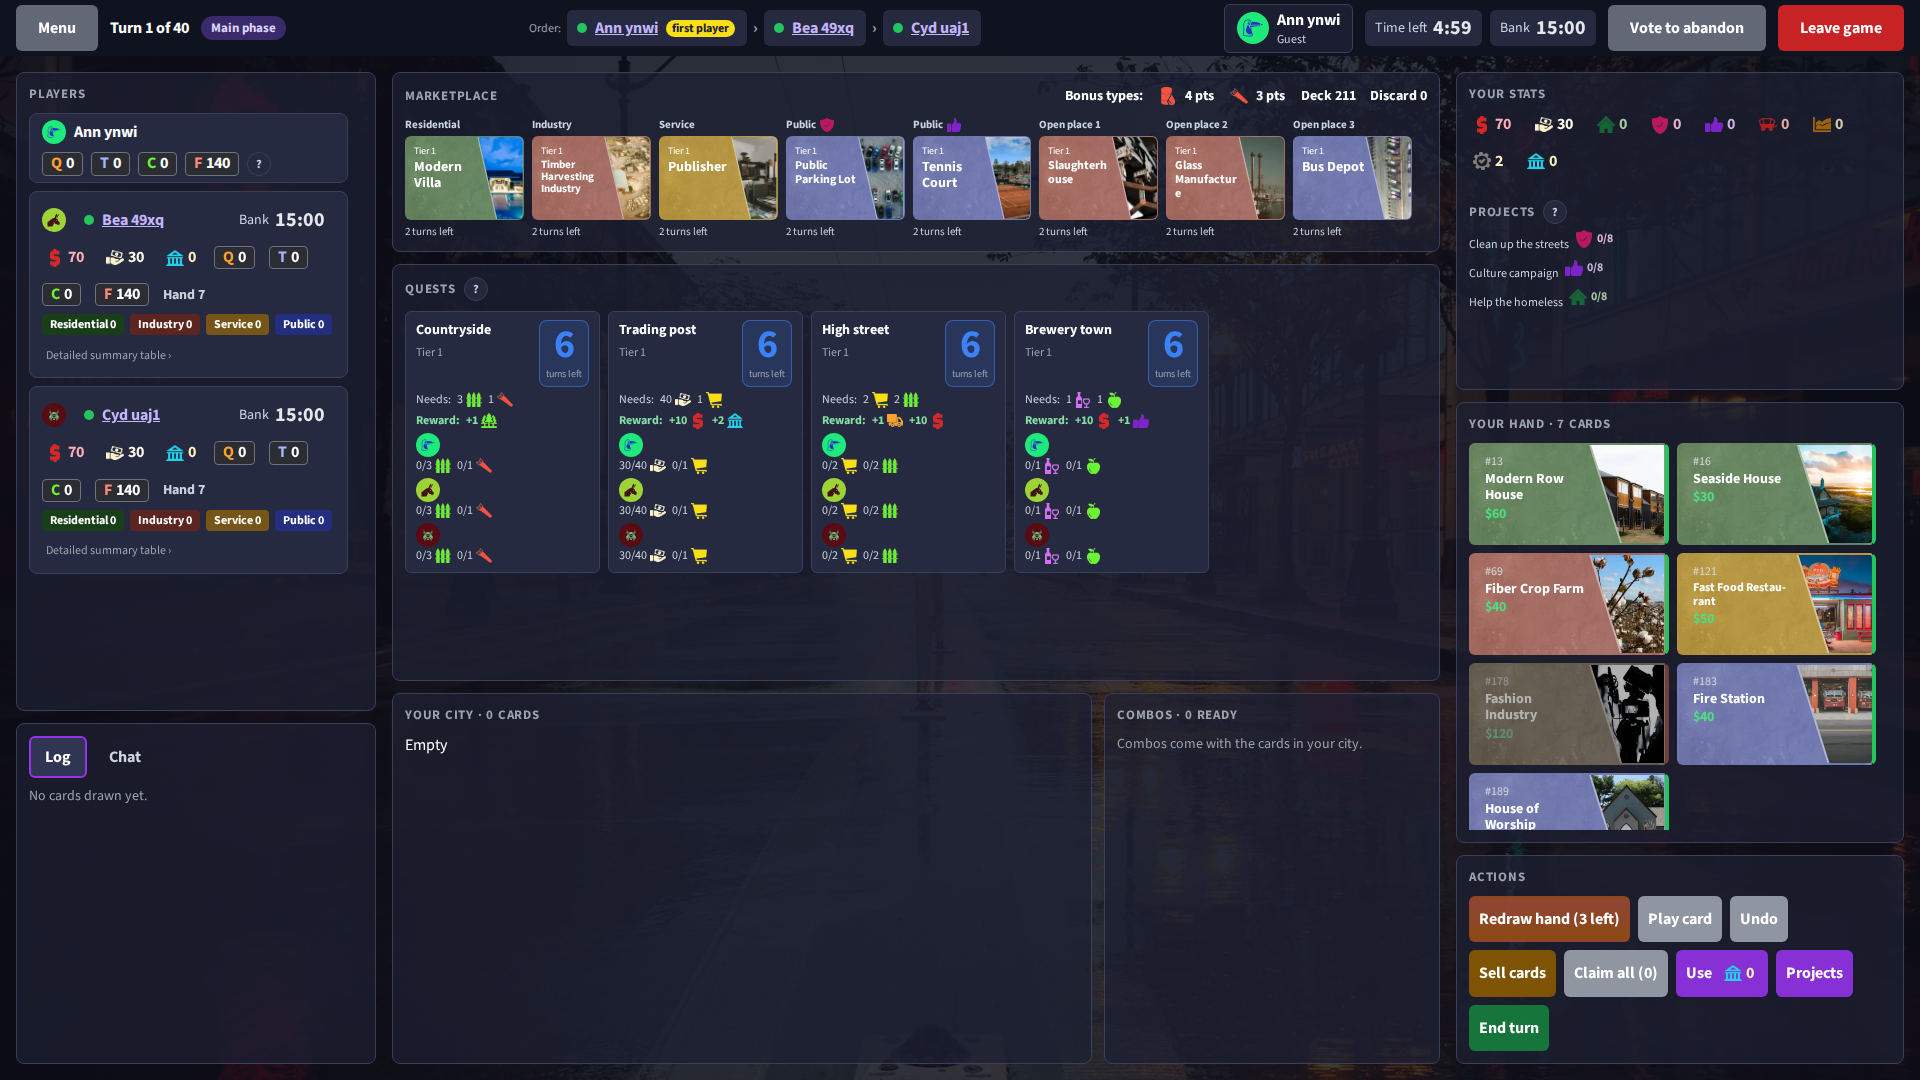 Menu
Turn 1 of 40
Main phase
Order:
Ann ynwi
first player
›
Bea 49xq
›
Cyd uaj1
Ann ynwi
Guest
Time left 4:59
Bank 15:00
Vote to abandon
Leave game
PLAYERS
Ann ynwi
Q 0
T 0
C 0
F 140
?
Bea 49xq
Bank 15:00
70
30
0
Q 0
T 0
C 0
F 140
Hand 7
Residential 0
Industry 0
Service 0
Public 0
Detailed summary table ›
Cyd uaj1
Bank 15:00
70
30
0
Q 0
T 0
C 0
F 140
Hand 7
Residential 0
Industry 0
Service 0
Public 0
Detailed summary table ›
Log
Chat
No cards drawn yet.
MARKETPLACE
Bonus types:
4 pts
3 pts
Deck 211
Discard 0
Residential
Tier 1
Modern
Villa
2 turns left
Industry
Tier 1
Timber
Harvesting
Industry
2 turns left
Service
Tier 1
Publisher
2 turns left
Public
Tier 1
Public
Parking Lot
2 turns left
Public
Tier 1
Tennis
Court
2 turns left
Open place 1
Tier 1
Slaughterh
ouse
2 turns left
Open place 2
Tier 1
Glass
Manufactur
e
2 turns left
Open place 3
Tier 1
Bus Depot
2 turns left
QUESTS
?
Countryside
Tier 1
6
turns left
Needs: 3 1
Reward: +1
0/3 0/1
0/3 0/1
0/3 0/1
Trading post
Tier 1
6
turns left
Needs: 40 1
Reward: +10 +2
30/40 0/1
30/40 0/1
30/40 0/1
High street
Tier 1
6
turns left
Needs: 2 2
Reward: +1 +10
0/2 0/2
0/2 0/2
0/2 0/2
Brewery town
Tier 1
6
turns left
Needs: 1 1
Reward: +10 +1
0/1 0/1
0/1 0/1
0/1 0/1
YOUR CITY · 0 CARDS
Empty
COMBOS · 0 READY
Combos come with the cards in your city.
YOUR STATS
70
30
0
0
0
0
0
2
0
PROJECTS
?
Clean up the streets 0/8
Culture campaign 0/8
Help the homeless 0/8
YOUR HAND · 7 CARDS
#13
Modern Row
House
$60
#16
Seaside House
$30
#69
Fiber Crop Farm
$40
#121
Fast Food Restau-
rant
$50
#178
Fashion
Industry
$120
#183
Fire Station
$40
#189
House of
Worship
ACTIONS
Redraw hand (3 left)
Play card
Undo
Sell cards
Claim all (0)
Use 0
Projects
End turn